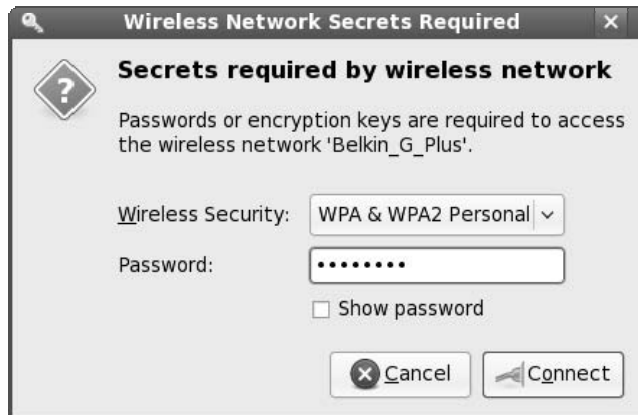 Wireless Network Secrets Required
Secrets required by wireless network
Passwords or encryption keys are required to access
the wireless network 'Belkin_G_Plus'.
Wireless Security: WPA & WPA2 Personal
Password: ••••••••
Show password
Cancel Connect